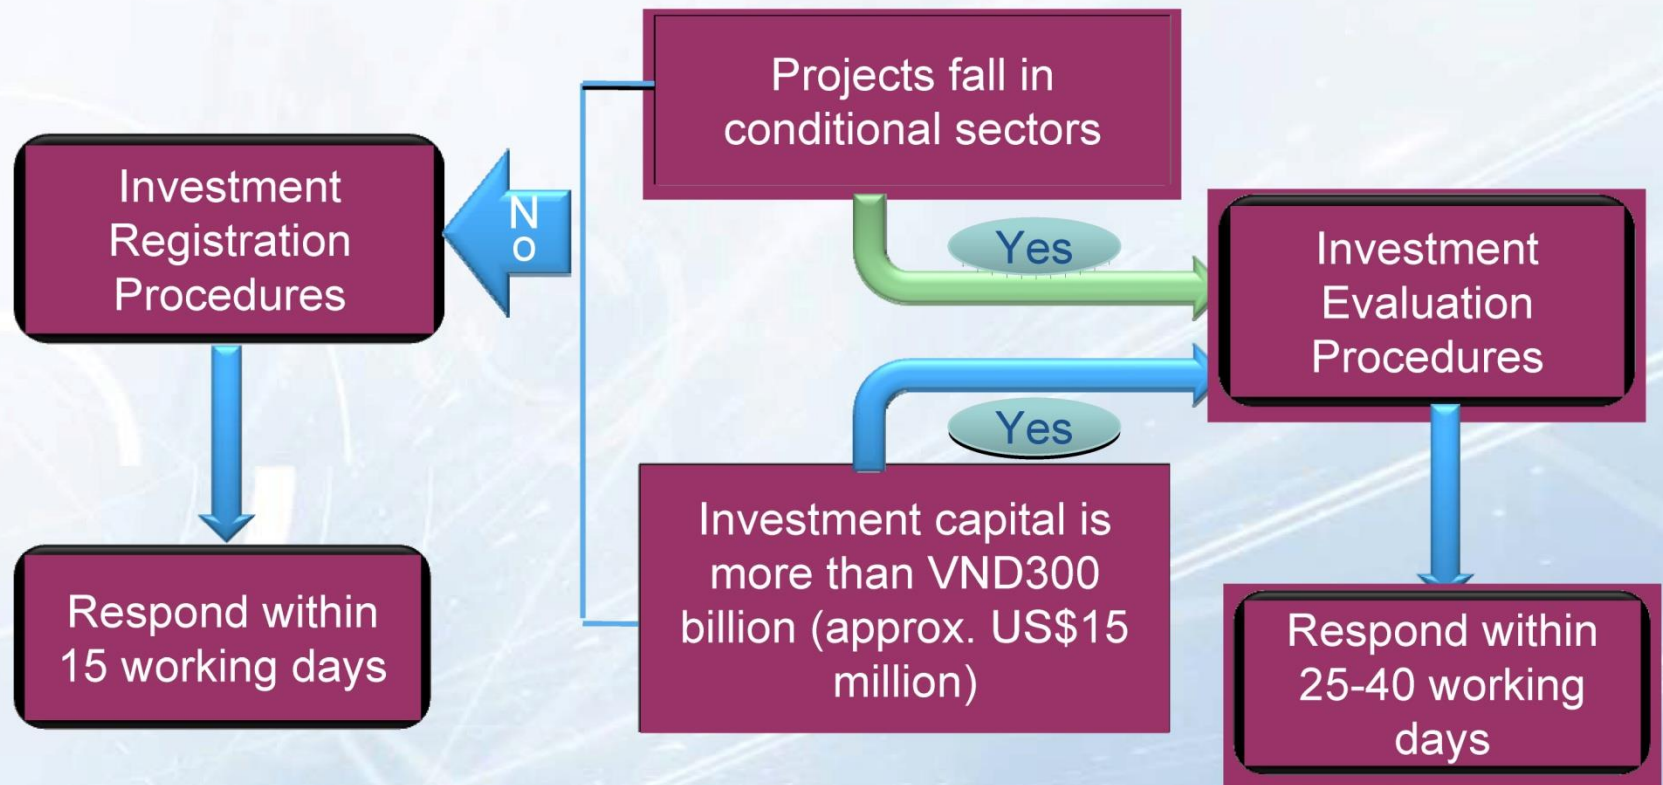 Projects fall in
conditional sectors
Investment
Registration
Procedures
N
o
Yes
Investment
Evaluation
Procedures
Yes
Investment capital is
more than VND300
billion (approx. US$15
million)
Respond within
15 working days
Respond within
25-40 working
days